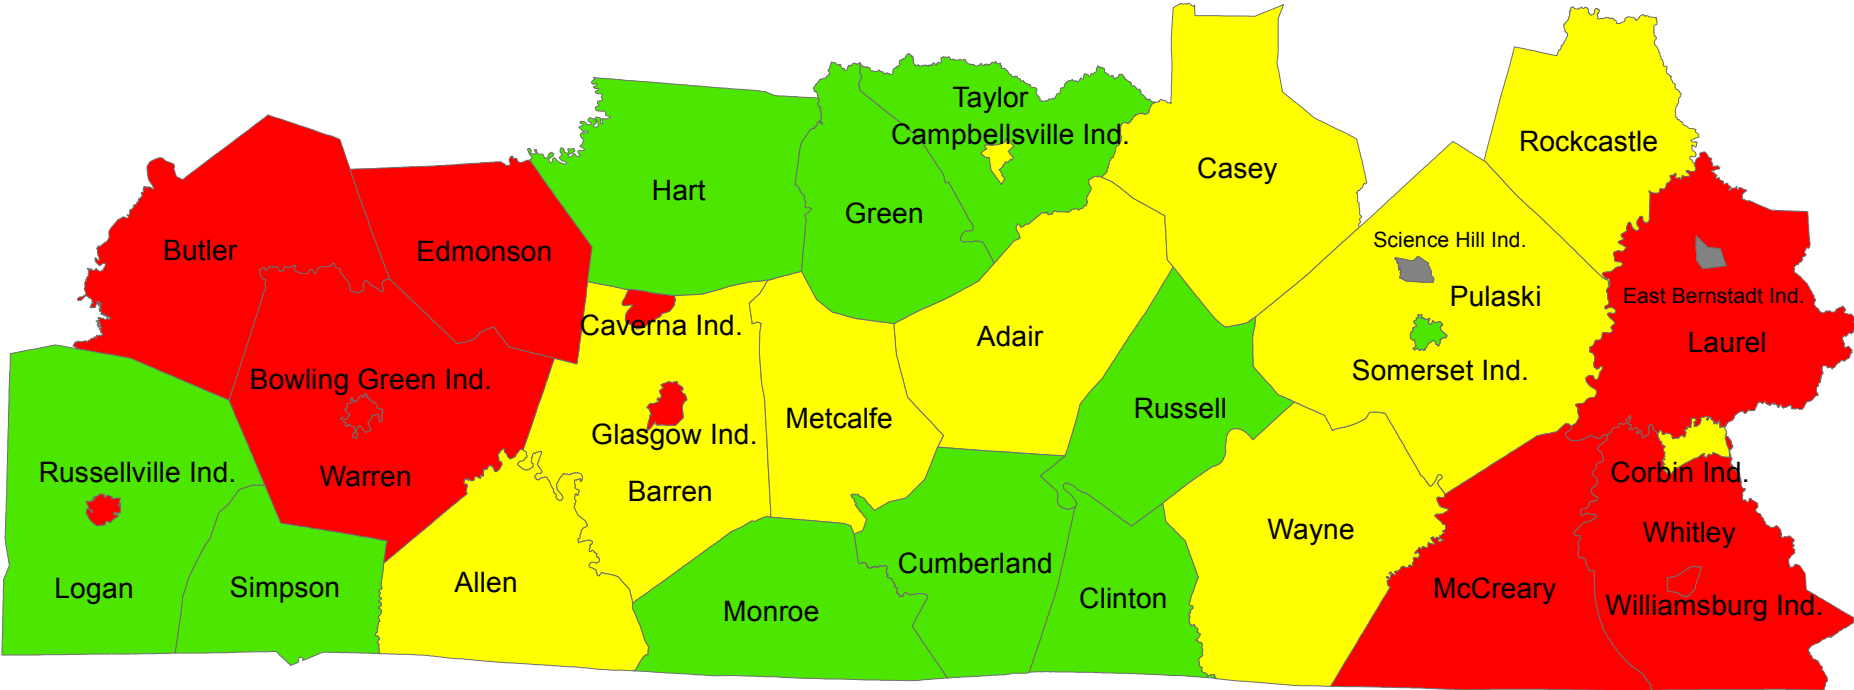 Taylor
Campbellsville Ind.
Rockcastle
Casey
Hart
Green
Science Hill Ind.
Butler
Edmonson
Pulaski
East Bernstadt Ind.
Caverna Ind.
Adair
Laurel
Bowling Green Ind.
Somerset Ind.
Russell
Metcalfe
Glasgow Ind.
Russellville Ind.
Warren
Corbin Ind.
Barren
Wayne
Whitley
Cumberland
Allen
Logan
Simpson
McCreary
Clinton
Monroe
Williamsburg Ind.